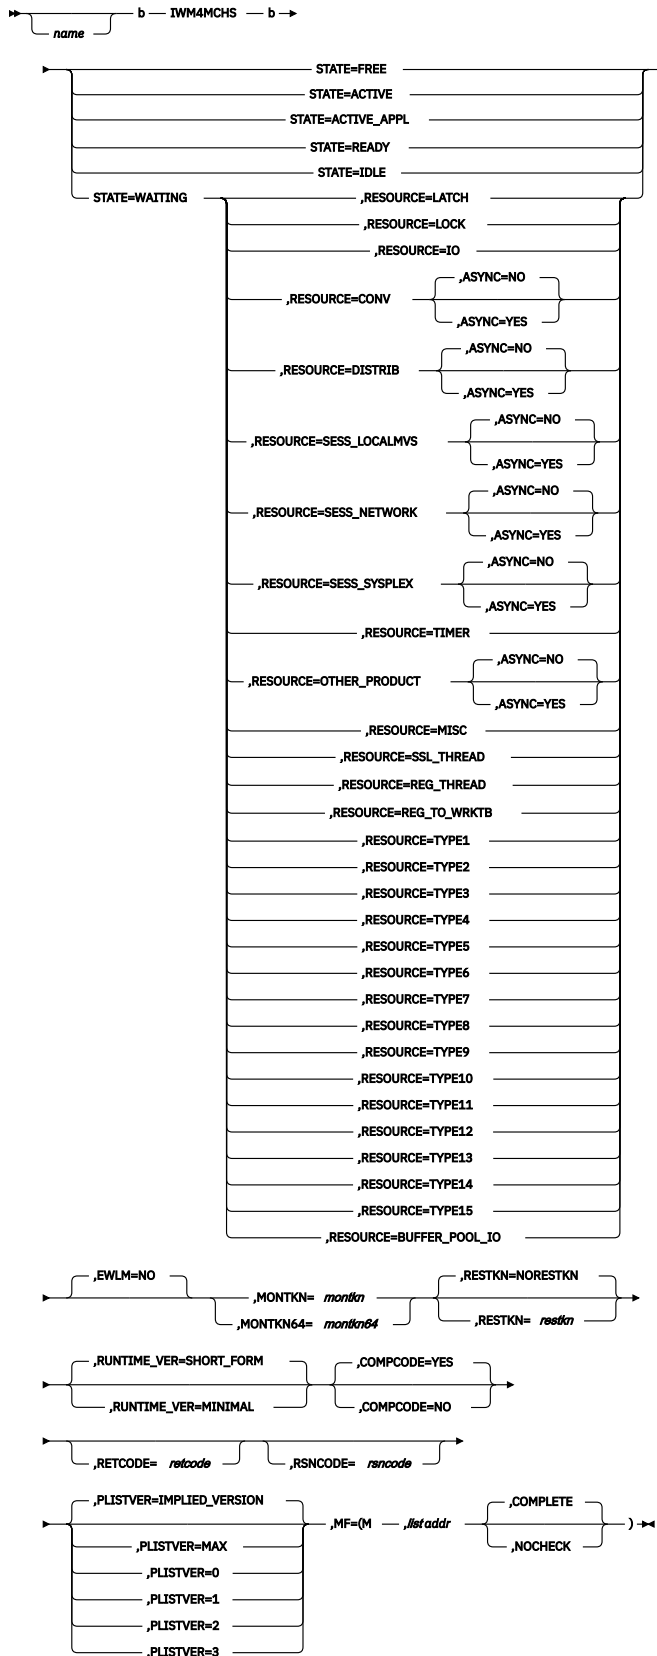 name b IWM4MCHS b
STATE=FREE
STATE=ACTIVE
STATE=ACTIVE_APPL
STATE=READY
STATE=IDLE
STATE=WAITING ,RESOURCE=LATCH
,RESOURCE=LOCK
,RESOURCE=IO
,RESOURCE=CONV ,ASYNC=NO
,ASYNC=YES
,RESOURCE=DISTRIB ,ASYNC=NO
,ASYNC=YES
,RESOURCE=SESS_LOCALMVS ,ASYNC=NO
,ASYNC=YES
,RESOURCE=SESS_NETWORK ,ASYNC=NO
,ASYNC=YES
,RESOURCE=SESS_SYSPLEX ,ASYNC=NO
,ASYNC=YES
,RESOURCE=TIMER
,RESOURCE=OTHER_PRODUCT ,ASYNC=NO
,ASYNC=YES
,RESOURCE=MISC
,RESOURCE=SSL_THREAD
,RESOURCE=REG_THREAD
,RESOURCE=REG_TO_WRKTB
,RESOURCE=TYPE1
,RESOURCE=TYPE2
,RESOURCE=TYPE3
,RESOURCE=TYPE4
,RESOURCE=TYPE5
,RESOURCE=TYPE6
,RESOURCE=TYPE7
,RESOURCE=TYPE8
,RESOURCE=TYPE9
,RESOURCE=TYPE10
,RESOURCE=TYPE11
,RESOURCE=TYPE12
,RESOURCE=TYPE13
,RESOURCE=TYPE14
,RESOURCE=TYPE15
,RESOURCE=BUFFER_POOL_IO
,EWLM=NO
,MONTKN= montkn
,MONTKN64= montkn64
,RESTKN=NORESTKN
,RESTKN= restkn
,RUNTIME_VER=SHORT_FORM
,RUNTIME_VER=MINIMAL
,COMPCODE=YES
,COMPCODE=NO
,RETCODE= retcode ,RSNCODE= rsncode
,PLISTVER=IMPLIED_VERSION
,PLISTVER=MAX
,PLISTVER=0
,PLISTVER=1
,PLISTVER=2
,PLISTVER=3
,MF=(M ,list addr ,COMPLETE
,NOCHECK )